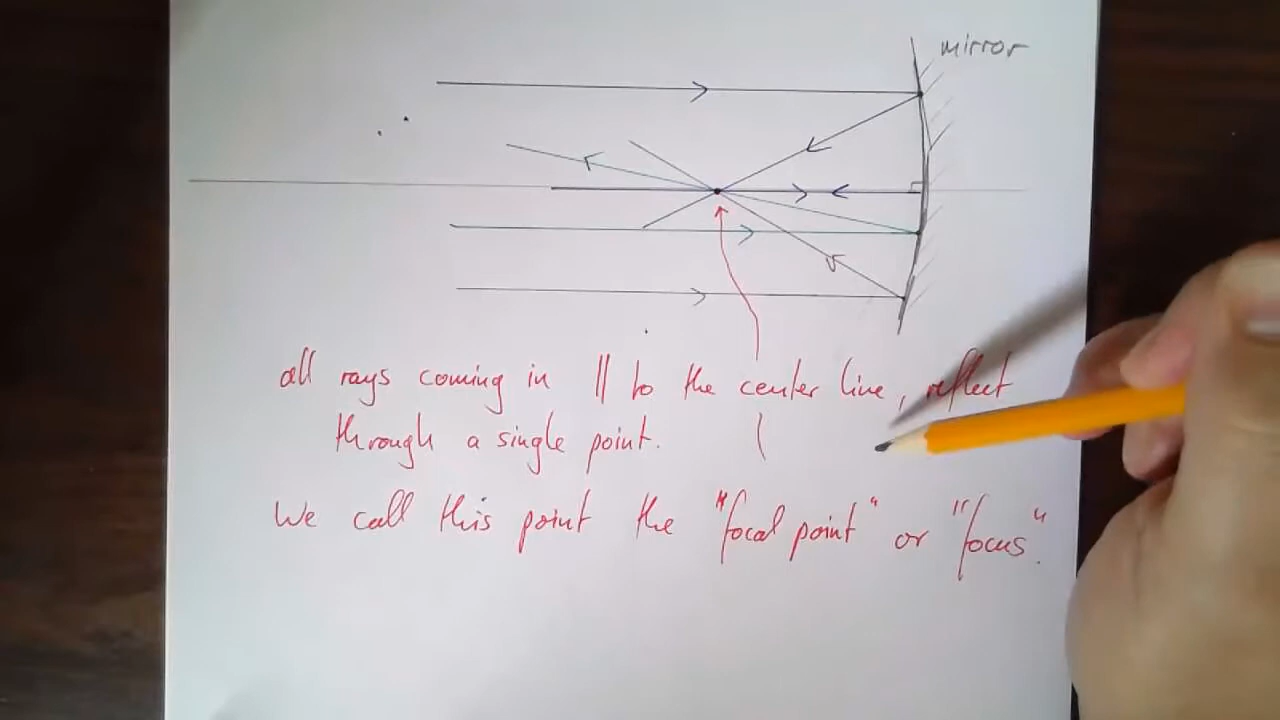 mirror
all rays coming in || to the center line, reflect
through a single point.
We call this point the "focal point" or "focus".